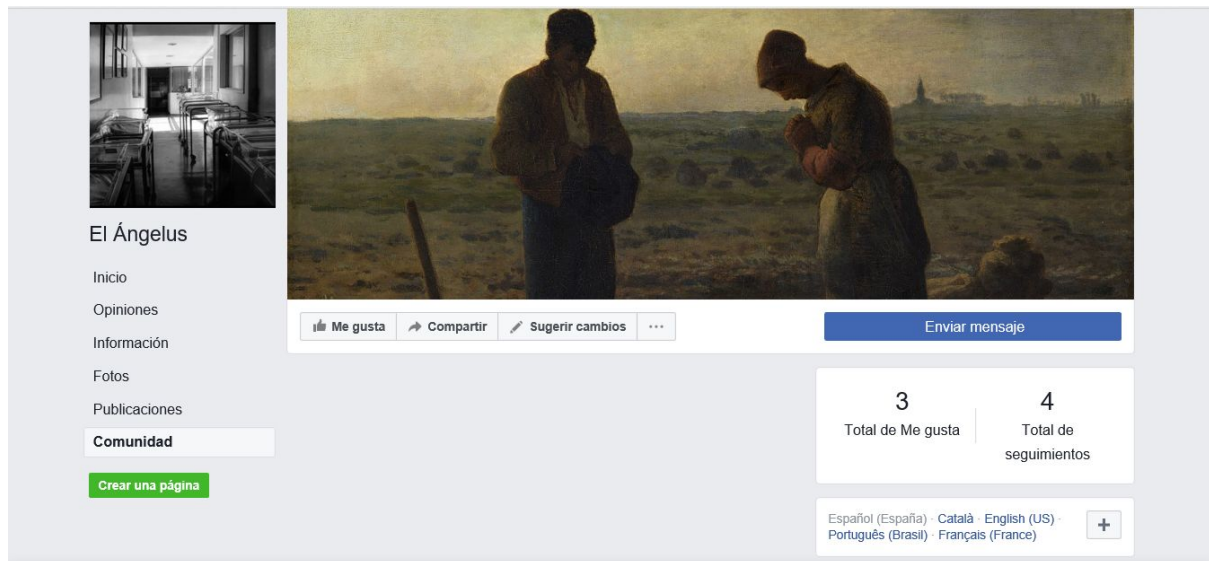 El Ángelus
Inicio
Opiniones
Información
Fotos
Publicaciones
Comunidad
Crear una página
Me gusta
Compartir
Sugerir cambios
Enviar mensaje
3
Total de Me gusta
4
Total de
seguimientos
Español (España) · Català · English (US) ·
Português (Brasil) · Français (France)